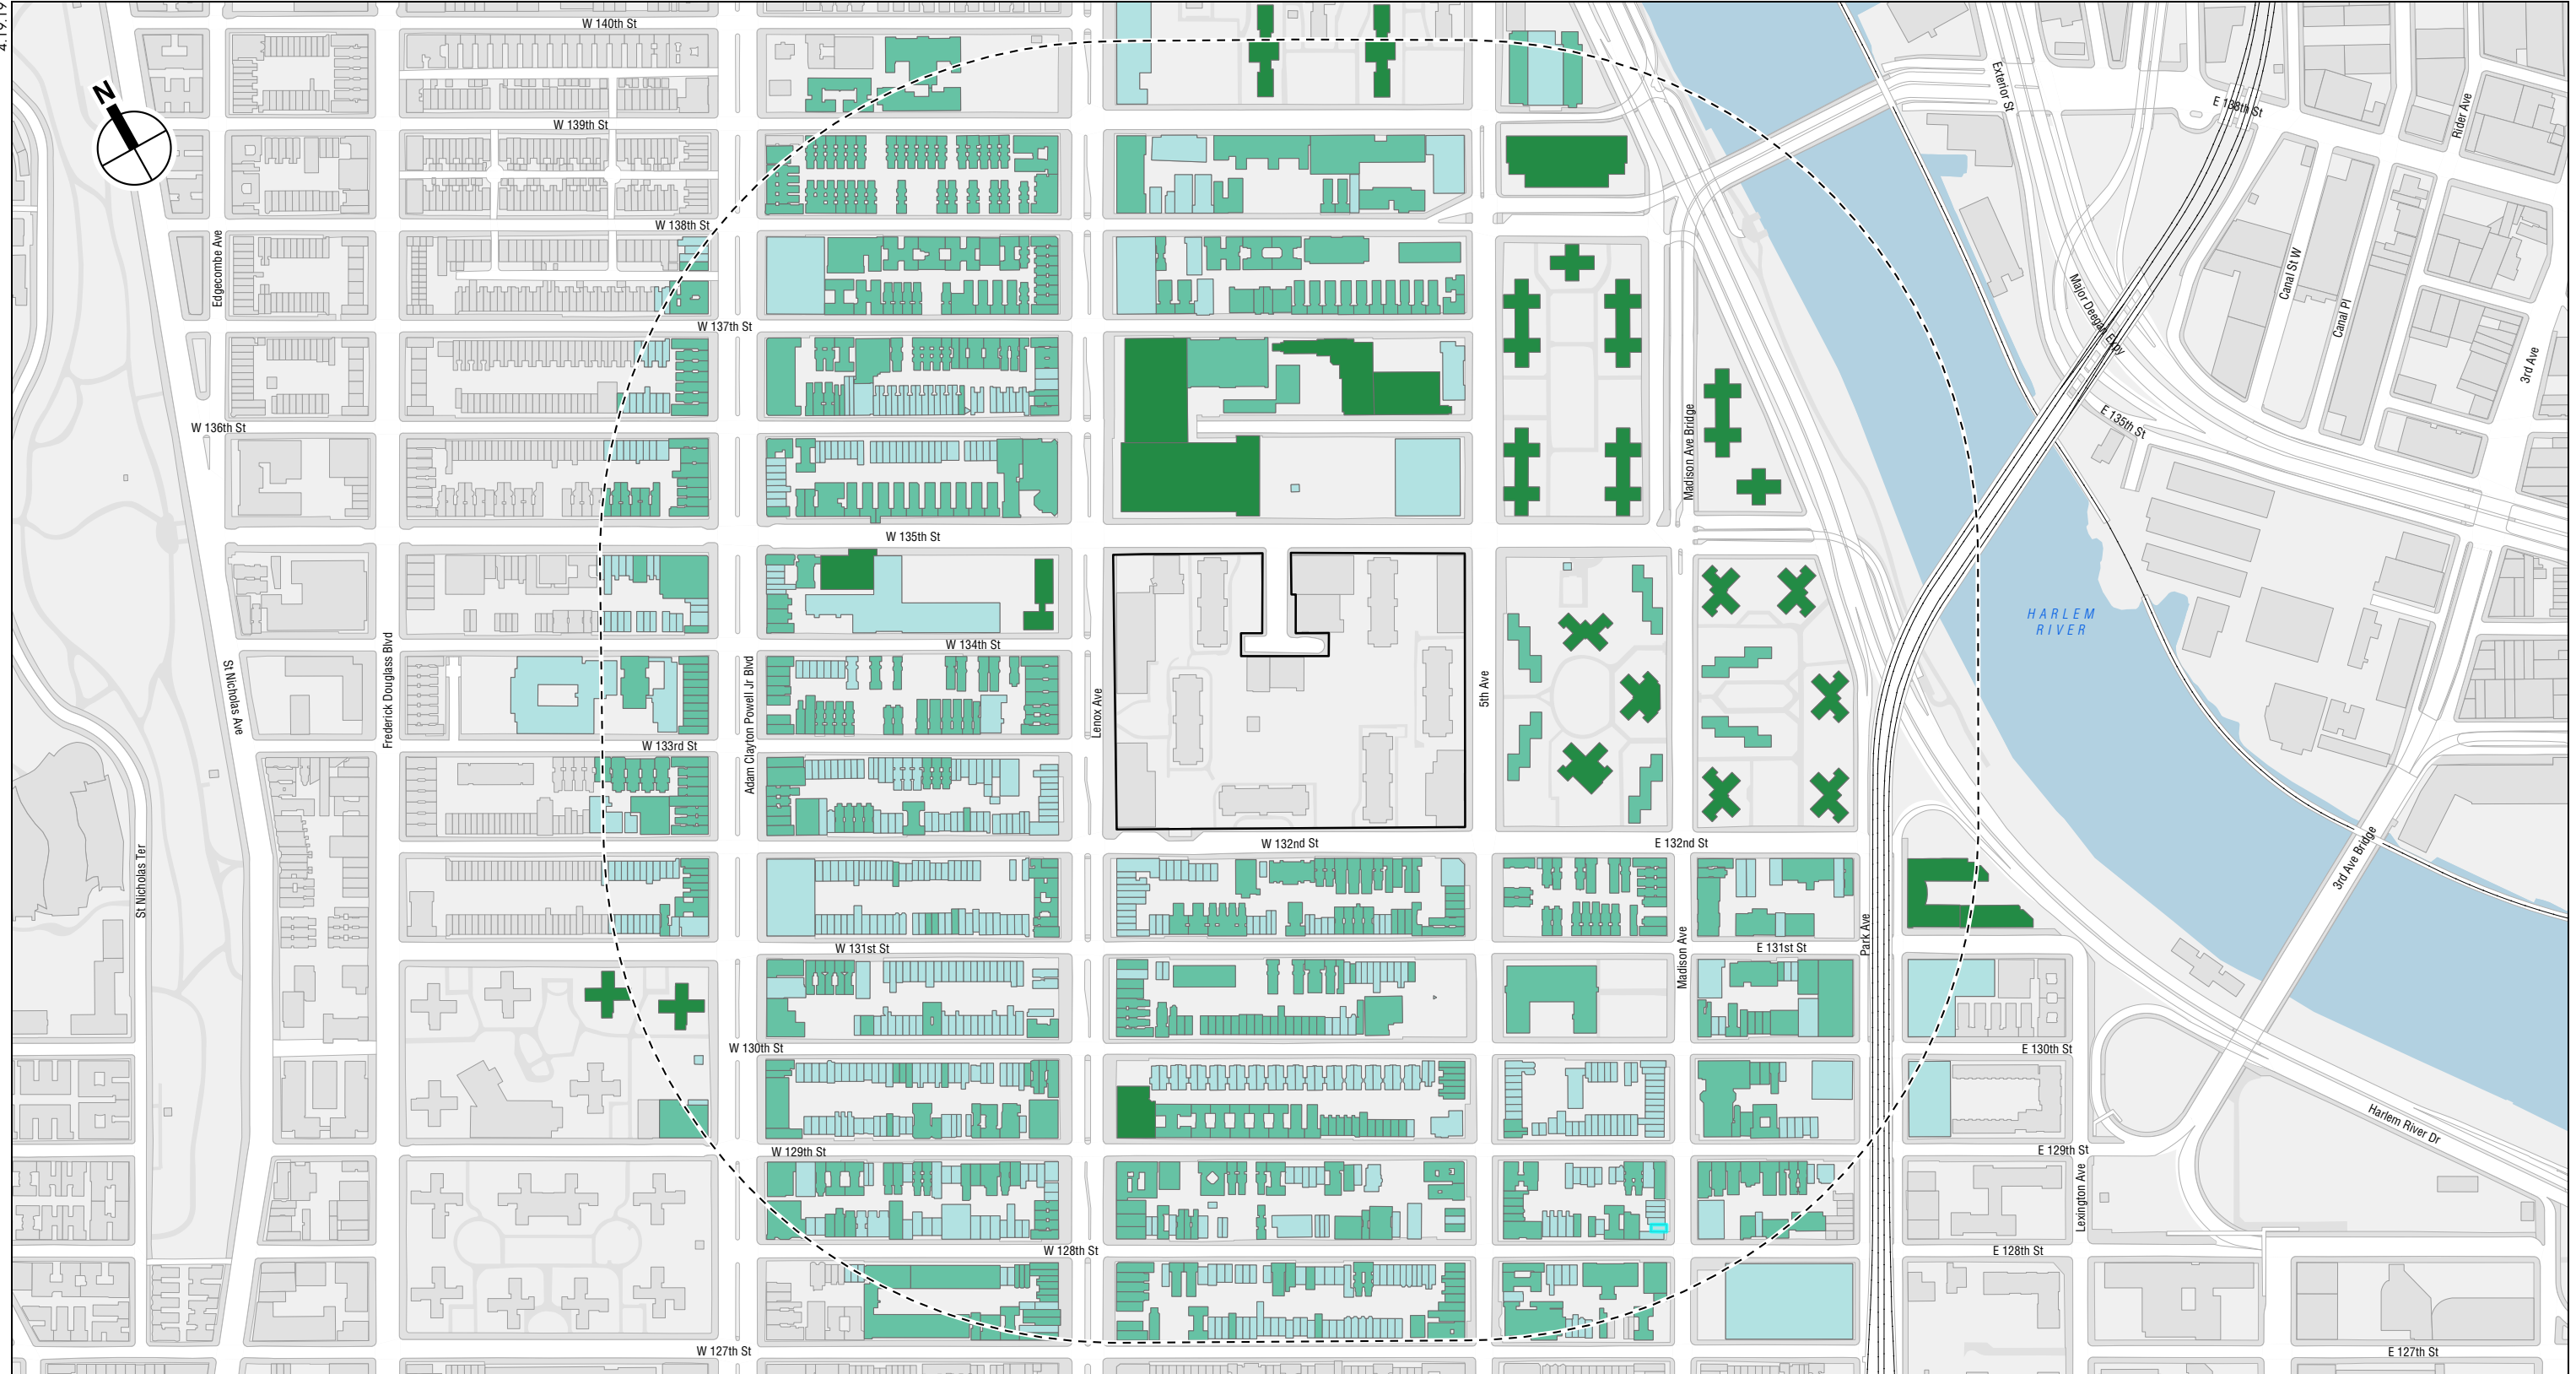 W 140th St
4.19.19
N
W 139th St
Exterior St
E 138th St
Rider Ave
W 138th St
Edgecombe Ave
Canal St W
Canal Pl
Major Deegan Expy
W 137th St
3rd Ave
W 136th St
E 135th St
Madison Ave Bridge
W 135th St
HARLEM
RIVER
W 134th St
St Nicholas Ave
Frederick Douglass Blvd
Adam Clayton Powell Jr Blvd
Lenox Ave
5th Ave
W 133rd St
W 132nd St
E 132nd St
3rd Ave Bridge
St Nicholas Ter
W 131st St
E 131st St
Madison Ave
Park Ave
W 130th St
E 130th St
Harlem River Dr
W 129th St
E 129th St
Lexington Ave
W 128th St
E 128th St
W 127th St
E 127th St